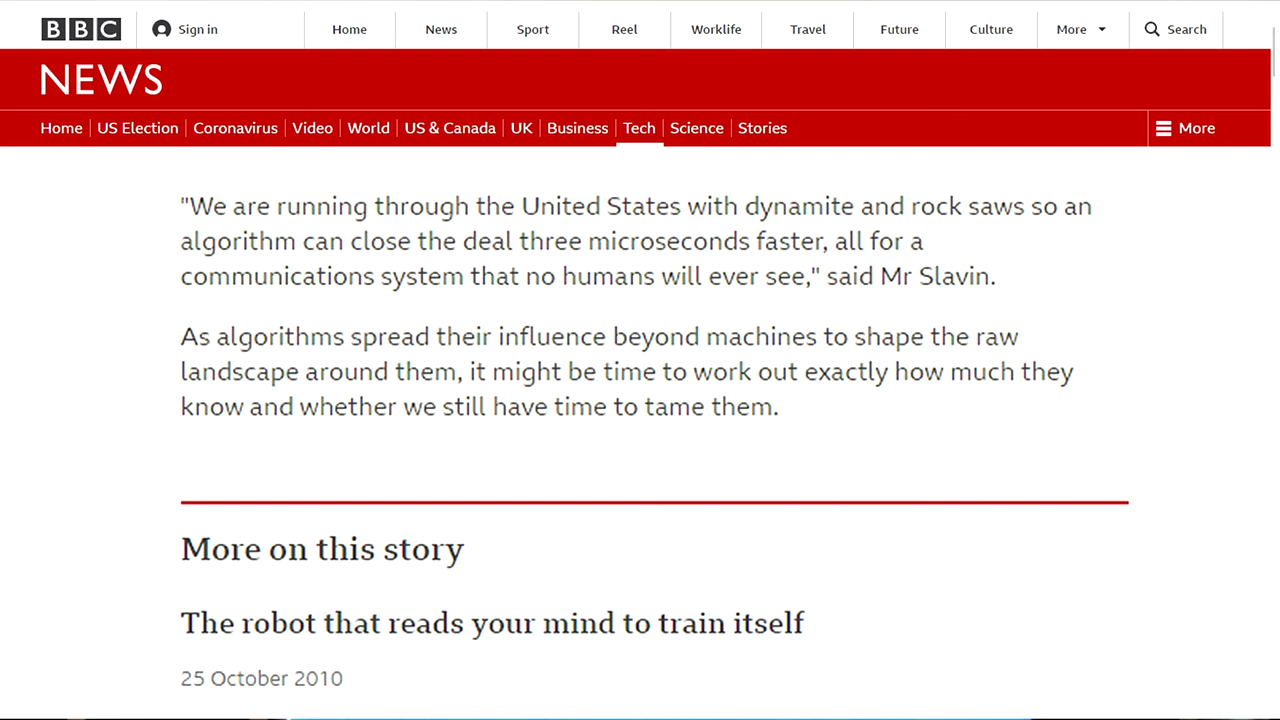 BBC Sign in Home News Sport Reel Worklife Travel Future Culture More Search
NEWS
Home US Election Coronavirus Video World US & Canada UK Business Tech Science Stories More
"We are running through the United States with dynamite and rock saws so an
algorithm can close the deal three microseconds faster, all for a
communications system that no humans will ever see," said Mr Slavin.
As algorithms spread their influence beyond machines to shape the raw
landscape around them, it might be time to work out exactly how much they
know and whether we still have time to tame them.
More on this story
The robot that reads your mind to train itself
25 October 2010